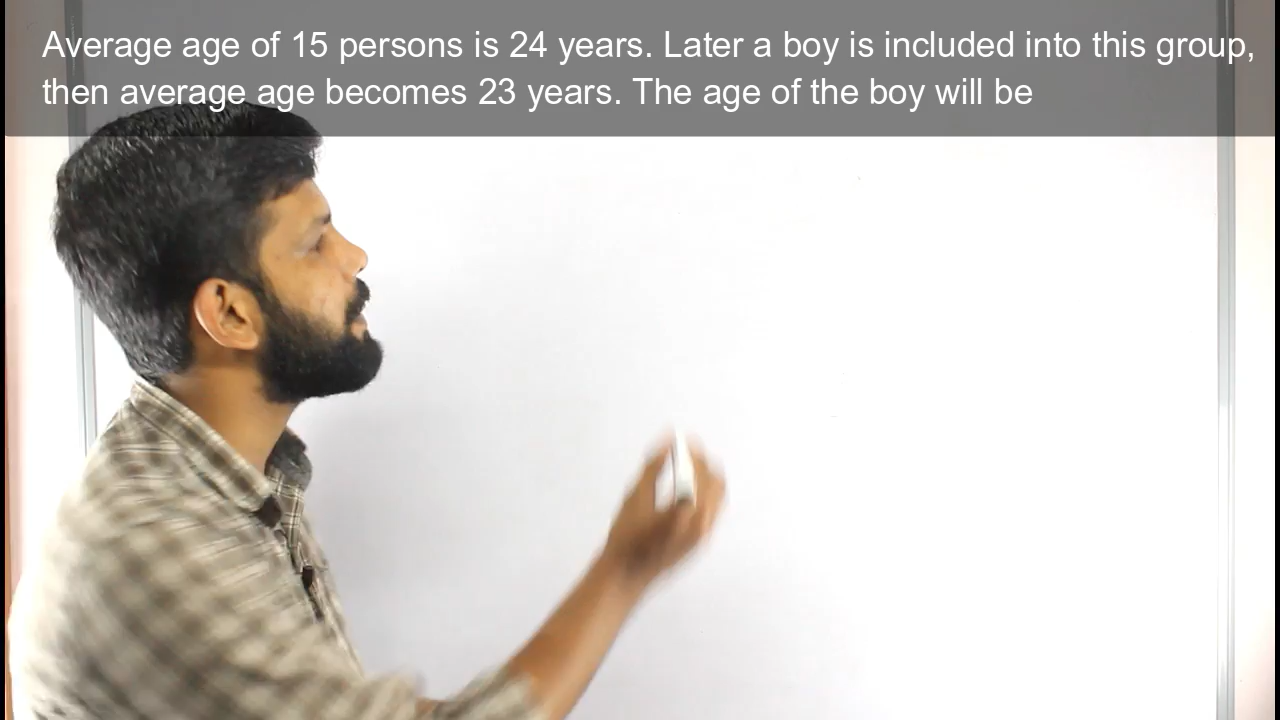 Average age of 15 persons is 24 years. Later a boy is included into this group,
then average age becomes 23 years. The age of the boy will be